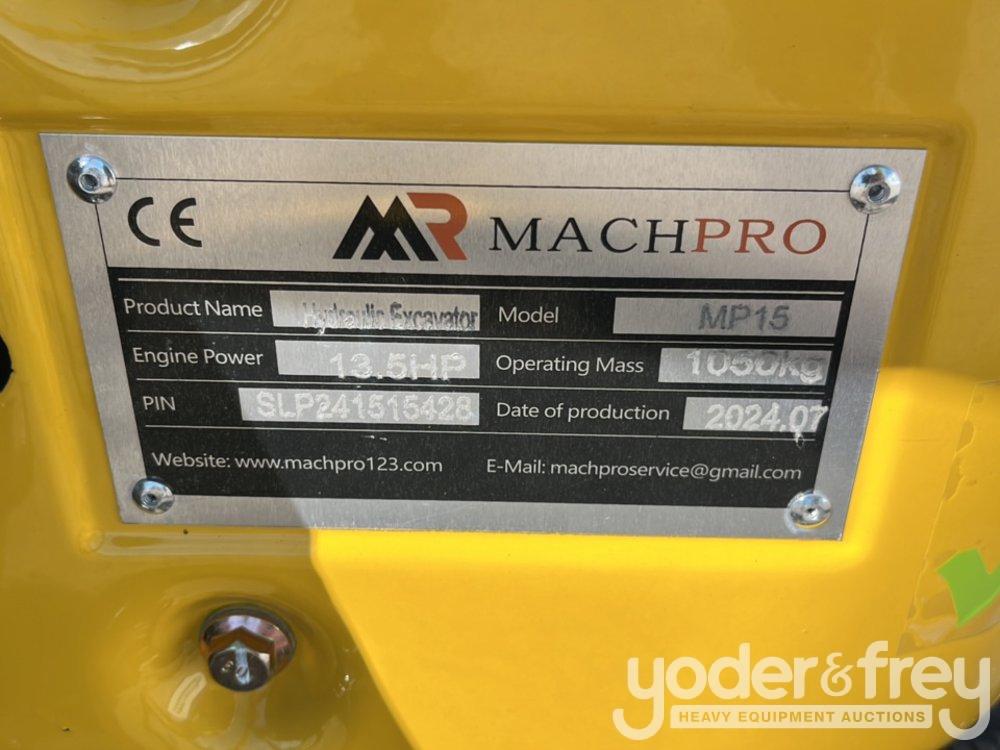 CE MR MACHPRO
Product Name Hydraulic Excavator Model MP15
Engine Power 13.5HP Operating Mass 1050kg
PIN SLP241515428 Date of production 2024.07
Website: www.machpro123.com E-Mail: machproservice@gmail.com
yoder&frey
HEAVY EQUIPMENT AUCTIONS